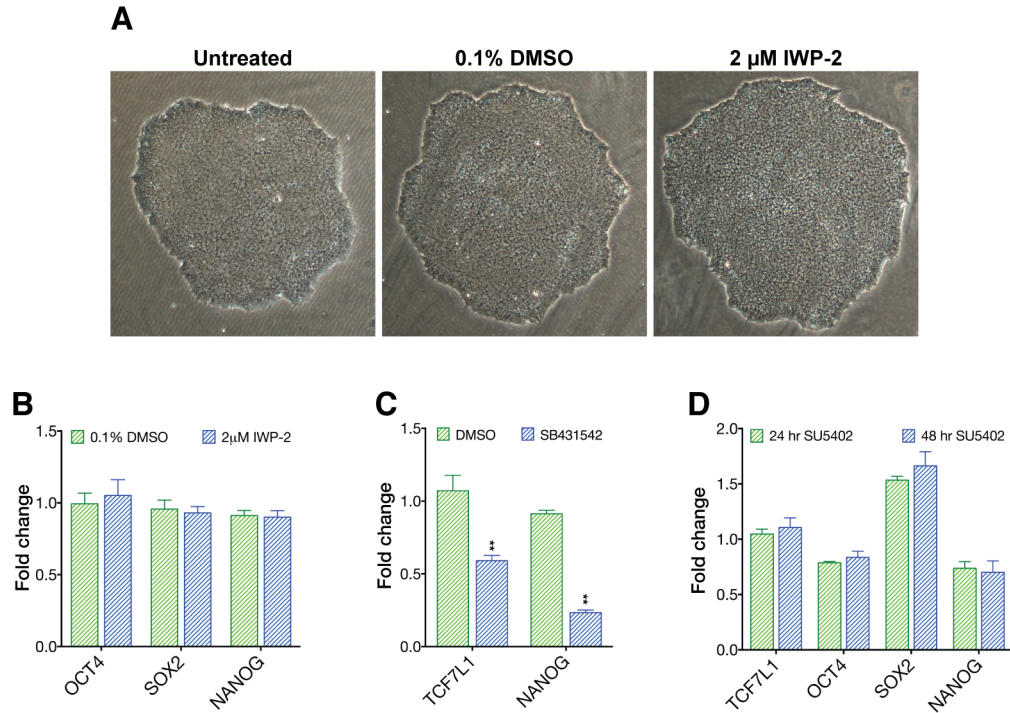 A
Untreated
0.1% DMSO
2 µM IWP-2
B
0.1% DMSO
2µM IWP-2
Fold change
1.5
1.0
0.5
0.0
OCT4
SOX2
NANOG
C
DMSO
SB431542
Fold change
1.5
1.0
0.5
0.0
**
**
TCF7L1
NANOG
D
24 hr SU5402
48 hr SU5402
Fold change
2.0
1.5
1.0
0.5
0.0
TCF7L1
OCT4
SOX2
NANOG